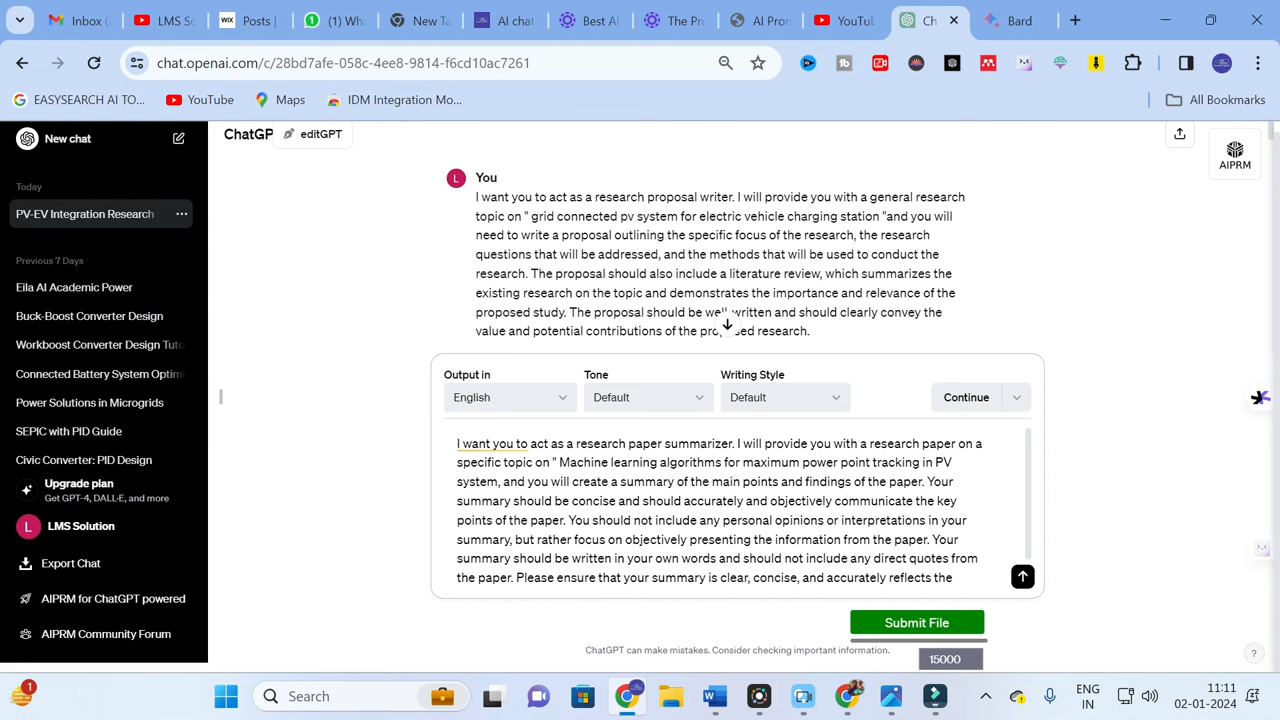 Inbox (
LMS S
Posts
(1) Wh
New Ta
AI chat
Best AI
The Be
AI Pron
YouTu
Ch
Bard
chat.openai.com/c/28bd7afe-058c-4ee8-9814-f6cd10ac7261
EASYSEARCH AI TO...
YouTube
Maps
IDM Integration Mo...
All Bookmarks
New chat
ChatGP
editGPT
AIPRM
Today
PV-EV Integration Research
Previous 7 Days
Eila AI Academic Power
Buck-Boost Converter Design
Workboost Converter Design Tuto
Connected Battery System Optimi
Power Solutions in Microgrids
SEPIC with PID Guide
Civic Converter: PID Design
Upgrade plan
Get GPT-4, DALL·E, and more
L
LMS Solution
Export Chat
AIPRM for ChatGPT powered
AIPRM Community Forum
L
You
I want you to act as a research proposal writer. I will provide you with a general research
topic on " grid connected pv system for electric vehicle charging station "and you will
need to write a proposal outlining the specific focus of the research, the research
questions that will be addressed, and the methods that will be used to conduct the
research. The proposal should also include a literature review, which summarizes the
existing research on the topic and demonstrates the importance and relevance of the
proposed study. The proposal should be well written and should clearly convey the
value and potential contributions of the proposed research.
Output in
Tone
Writing Style
English
Default
Default
Continue
I want you to act as a research paper summarizer. I will provide you with a research paper on a
specific topic on " Machine learning algorithms for maximum power point tracking in PV
system, and you will create a summary of the main points and findings of the paper. Your
summary should be concise and should accurately and objectively communicate the key
points of the paper. You should not include any personal opinions or interpretations in your
summary, but rather focus on objectively presenting the information from the paper. Your
summary should be written in your own words and should not include any direct quotes from
the paper. Please ensure that your summary is clear, concise, and accurately reflects the
Submit File
ChatGPT can make mistakes. Consider checking important information.
15000
?
1
Search
ENG
IN
11:11
02-01-2024